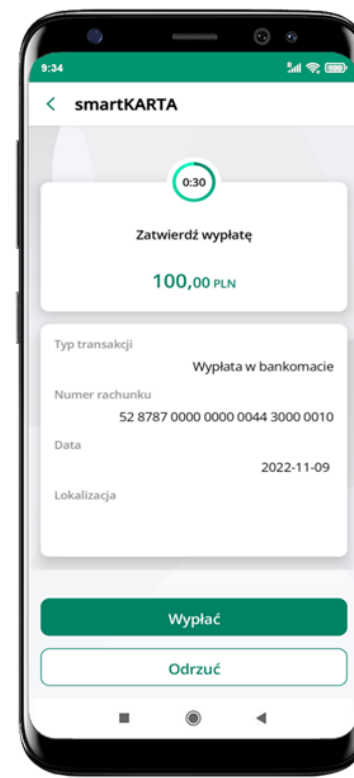 9:34
smartKARTA
0:30
Zatwierdź wypłatę
100,00 PLN
Typ transakcji
Wypłata w bankomacie
Numer rachunku
52 8787 0000 0000 0044 3000 0010
Data
2022-11-09
Lokalizacja
Wypłać
Odrzuć